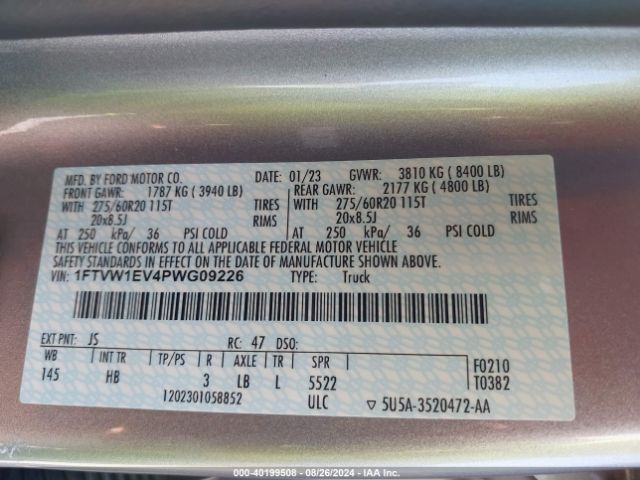 MFD. BY FORD MOTOR CO. DATE: 01/23 GVWR: 3810 KG ( 8400 LB)
FRONT GAWR: 1787 KG ( 3940 LB) REAR GAWR: 2177 KG ( 4800 LB)
WITH 275/60R20 115T TIRES WITH 275/60R20 115T TIRES
20x8.5J RIMS 20x8.5J RIMS
AT 250 kPa/ 36 PSI COLD AT 250 kPa/ 36 PSI COLD
THIS VEHICLE CONFORMS TO ALL APPLICABLE FEDERAL MOTOR VEHICLE
SAFETY STANDARDS IN EFFECT ON THE DATE OF MANUFACTURE SHOWN ABOVE.
VIN: 1FTVW1EV4PWG09226 TYPE: Truck
EXT PNT: JS RC: 47 DSO:
WB INT TR TP/PS R AXLE TR SPR F0210
145 HB 3 LB L 5522 T0382
1202301058852 ULC ▽ 5U5A-3520472-AA
000-40199508 - 08/26/2024 - IAA Inc.